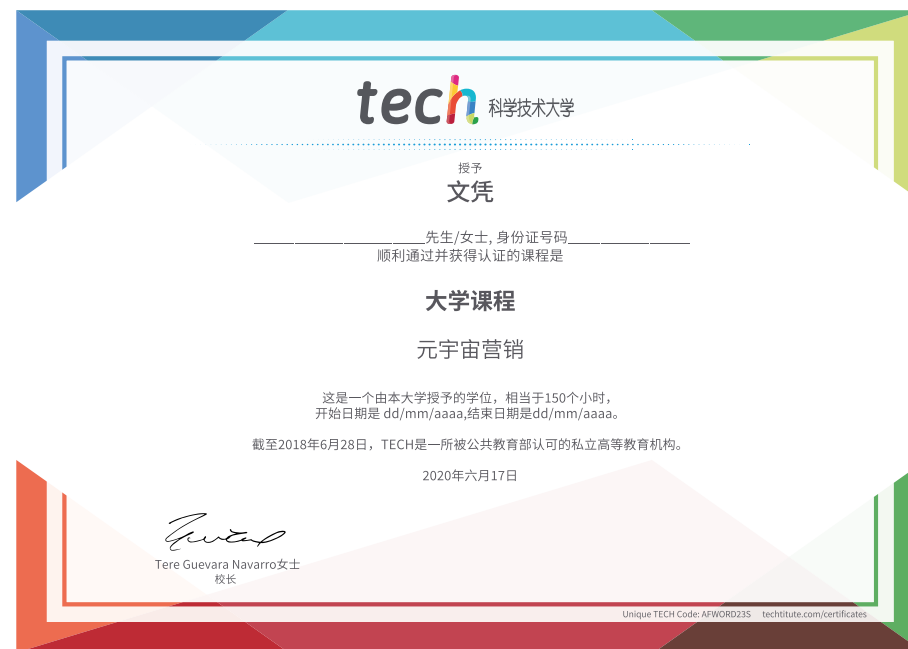 tech 科学技术大学
授予
文凭
先生/女士, 身份证号码
顺利通过并获得认证的课程是
大学课程
元宇宙营销
这是一个由本大学授予的学位，相当于150个小时，
开始日期是 dd/mm/aaaa,结束日期是dd/mm/aaaa。
截至2018年6月28日，TECH是一所被公共教育部认可的私立高等教育机构。
2020年六月17日
Tere Guevara Navarro女士
校长
Unique TECH Code: AFWORD23S techtitute.com/certificates